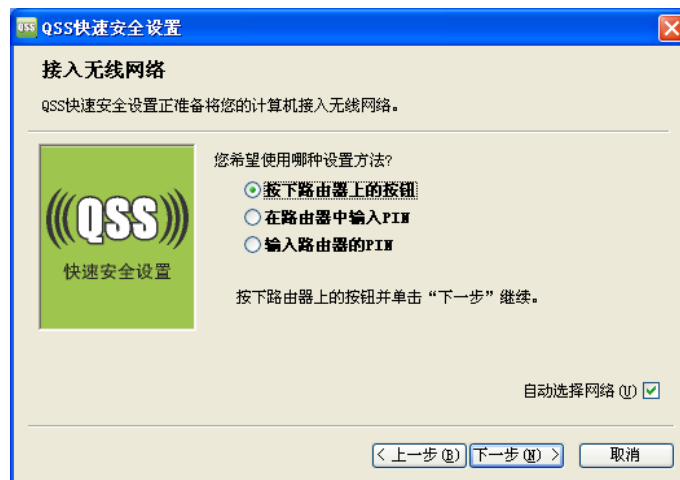 QSS QSS快速安全设置
接入无线网络
QSS快速安全设置正准备将您的计算机接入无线网络。
您希望使用哪种设置方法?
按下路由器上的按钮
在路由器中输入PIN
输入路由器的PIN
(((QSS)))
快速安全设置
按下路由器上的按钮并单击“下一步”继续。
自动选择网络(U)
< 上一步(B) 下一步(N) > 取消